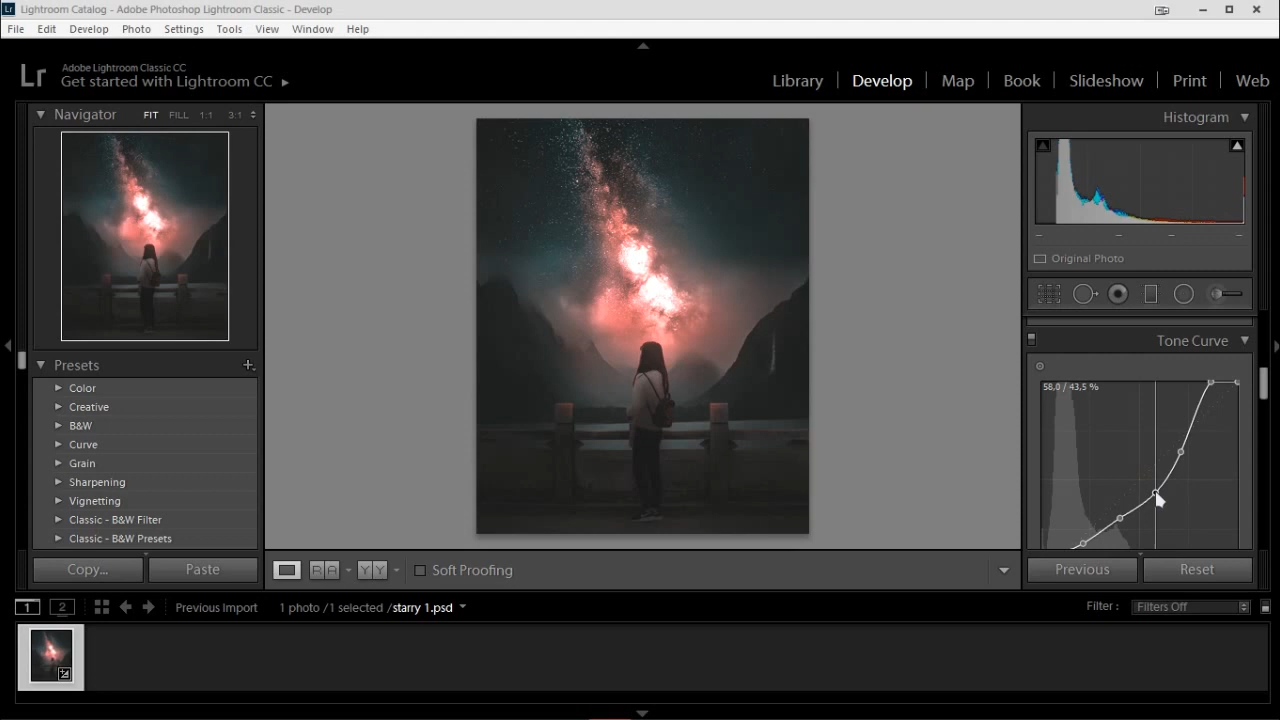 Lr Lightroom Catalog - Adobe Photoshop Lightroom Classic - Develop
File Edit Develop Photo Settings Tools View Window Help
Lr Adobe Lightroom Classic CC
Get started with Lightroom CC
Library Develop Map Book Slideshow Print Web
Navigator FIT FILL 1:1 3:1
Histogram
Original Photo
Tone Curve
58,0 / 43,5 %
Presets
Color
Creative
B&W
Curve
Grain
Sharpening
Vignetting
Classic - B&W Filter
Classic - B&W Presets
Copy... Paste
R A Y Y Soft Proofing
Previous Reset
1 2 Previous Import 1 photo /1 selected /starry 1.psd
Filter : Filters Off